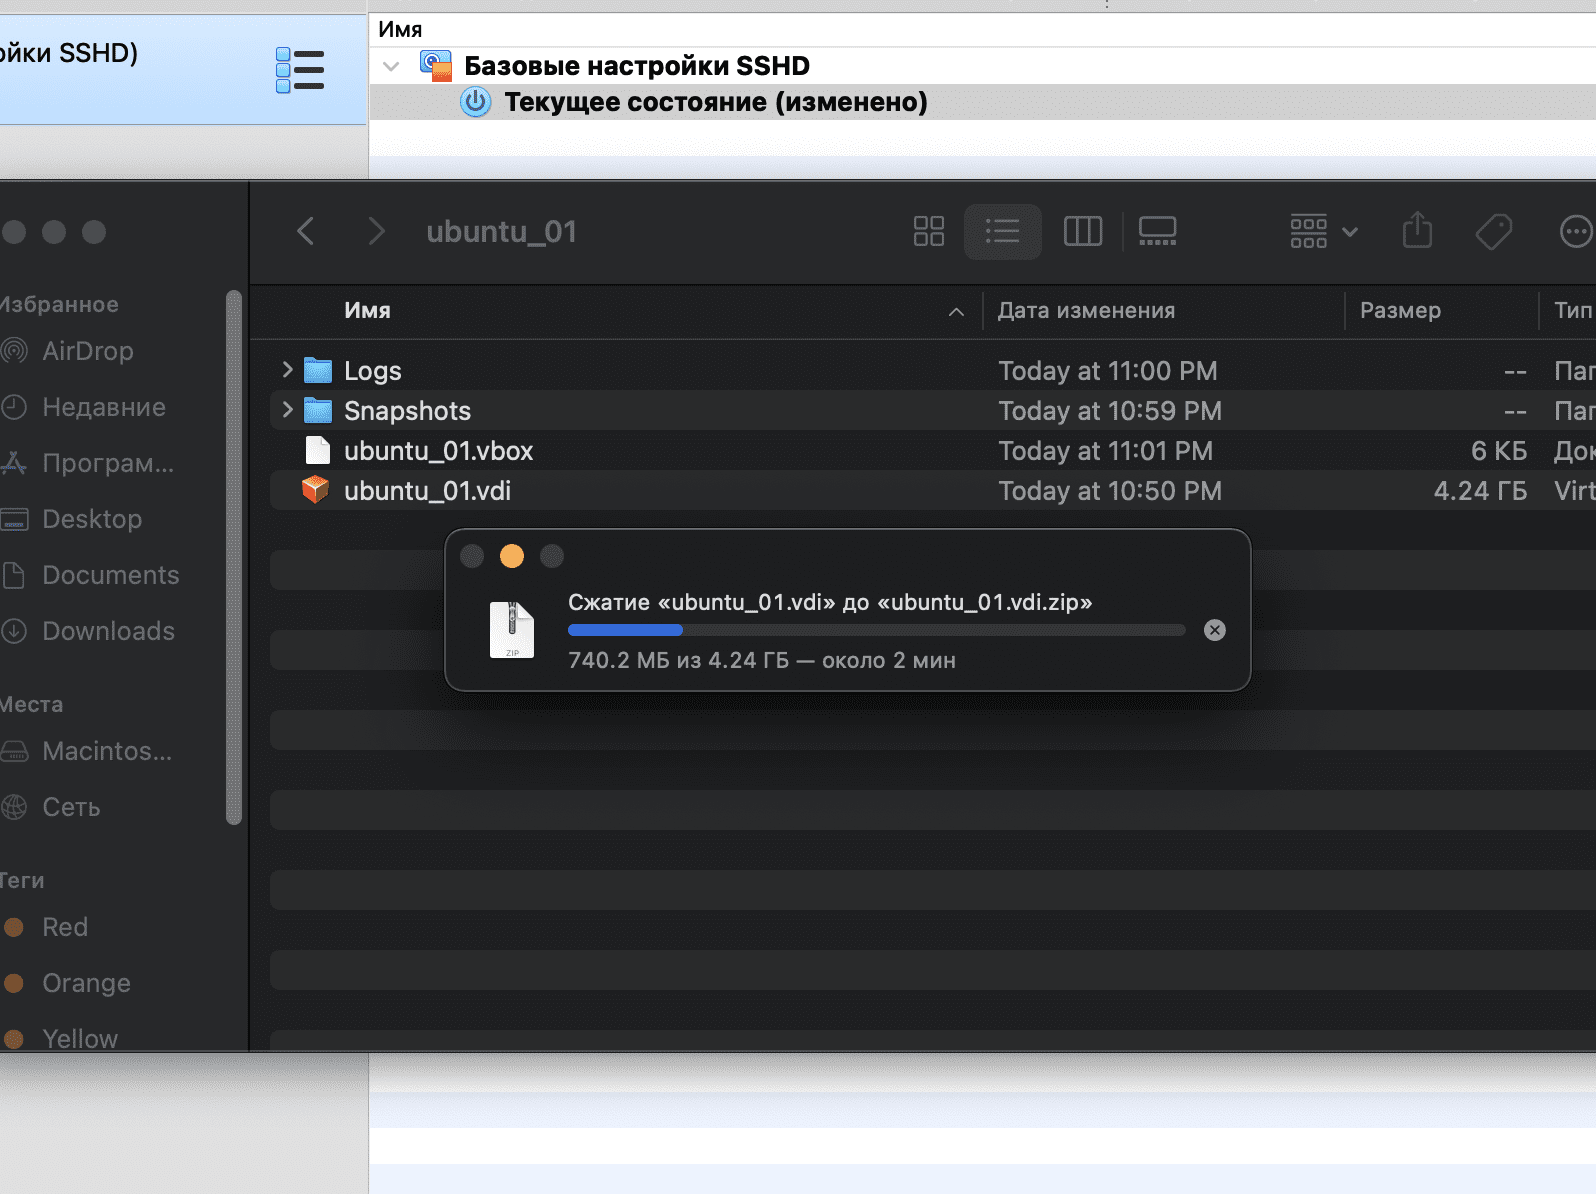 ойки SSHD)
Имя
Базовые настройки SSHD
Текущее состояние (изменено)
ubuntu_01
Избранное
AirDrop
Недавние
Програм...
Desktop
Documents
Downloads
Места
Macintos...
Сеть
Теги
Red
Orange
Yellow
Имя Дата изменения Размер Тип
Logs Today at 11:00 PM -- Пап
Snapshots Today at 10:59 PM -- Пап
ubuntu_01.vbox Today at 11:01 PM 6 КБ Док
ubuntu_01.vdi Today at 10:50 PM 4.24 ГБ Virt
Сжатие «ubuntu_01.vdi» до «ubuntu_01.vdi.zip»
ZIP
740.2 МБ из 4.24 ГБ — около 2 мин